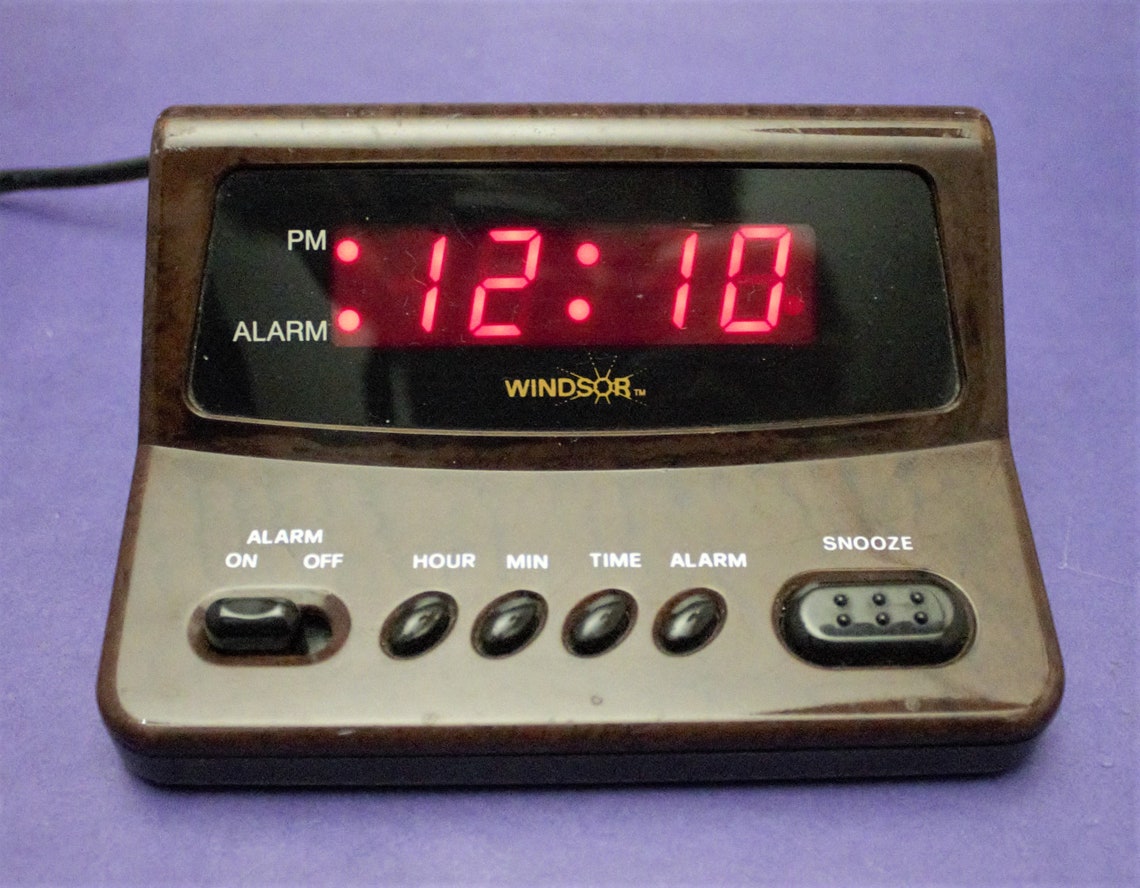 PM
12:10
ALARM
WINDSOR™
ALARM
ON OFF
HOUR MIN TIME ALARM
SNOOZE